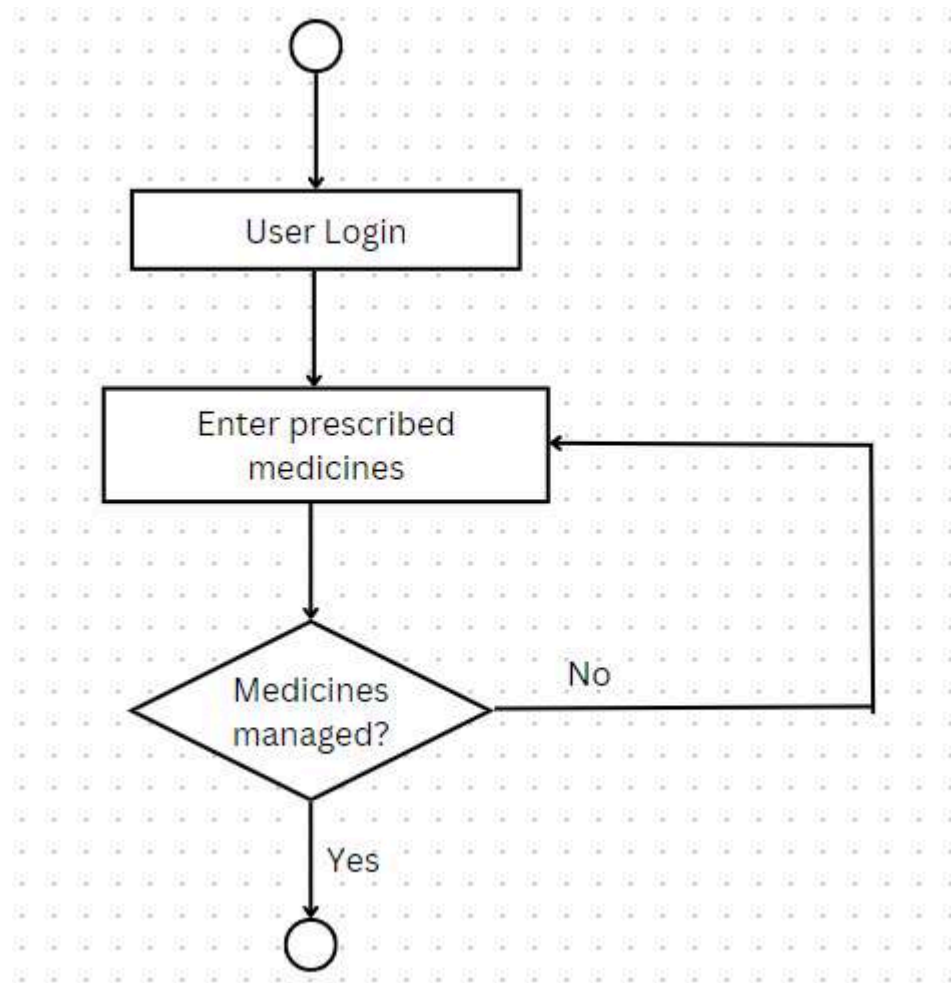 User Login
Enter prescribed
medicines
Medicines
managed?
No
Yes